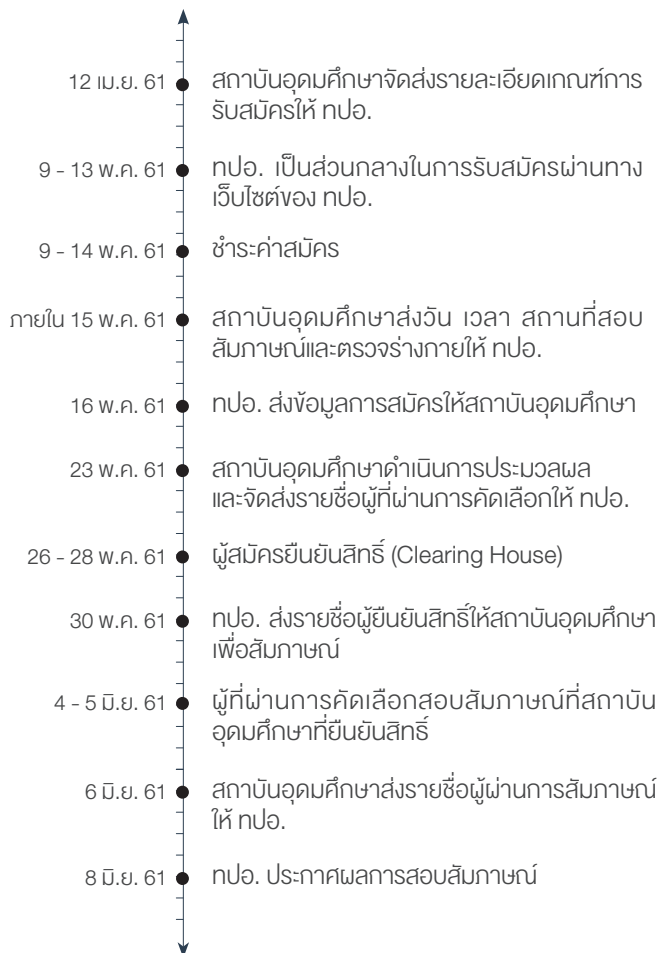 12 เม.ย. 61 สถาบันอุดมศึกษาจัดส่งรายละเอียดเกณฑ์การ
รับสมัครให้ ทปอ.
9 - 13 พ.ค. 61 ทปอ. เป็นส่วนกลางในการรับสมัครผ่านทาง
เว็บไซต์ของ ทปอ.
9 - 14 พ.ค. 61 ชำระค่าสมัคร
ภายใน 15 พ.ค. 61 สถาบันอุดมศึกษาส่งวัน เวลา สถานที่สอบ
สัมภาษณ์และตรวจร่างกายให้ ทปอ.
16 พ.ค. 61 ทปอ. ส่งข้อมูลการสมัครให้สถาบันอุดมศึกษา
23 พ.ค. 61 สถาบันอุดมศึกษาดำเนินการประมวลผล
และจัดส่งรายชื่อผู้ที่ผ่านการคัดเลือกให้ ทปอ.
26 - 28 พ.ค. 61 ผู้สมัครยืนยันสิทธิ์ (Clearing House)
30 พ.ค. 61 ทปอ. ส่งรายชื่อผู้ยืนยันสิทธิ์ให้สถาบันอุดมศึกษา
เพื่อสัมภาษณ์
4 - 5 มิ.ย. 61 ผู้ที่ผ่านการคัดเลือกสอบสัมภาษณ์ที่สถาบัน
อุดมศึกษาที่ยืนยันสิทธิ์
6 มิ.ย. 61 สถาบันอุดมศึกษาส่งรายชื่อผู้ผ่านการสัมภาษณ์
ให้ ทปอ.
8 มิ.ย. 61 ทปอ. ประกาศผลการสอบสัมภาษณ์